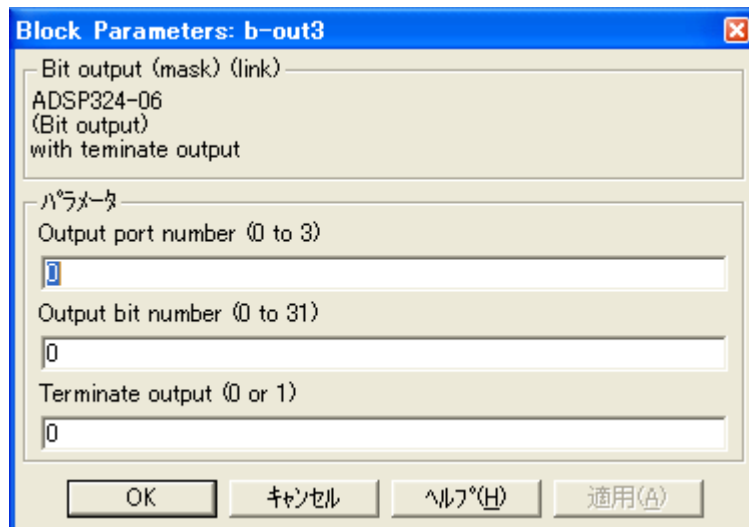 Block Parameters: b-out3
Bit output (mask) (link)
ADSP324-06
(Bit output)
with teminate output
パラメータ
Output port number (0 to 3)
0
Output bit number (0 to 31)
0
Terminate output (0 or 1)
0
OK キャンセル ヘルプ(H) 適用(A)